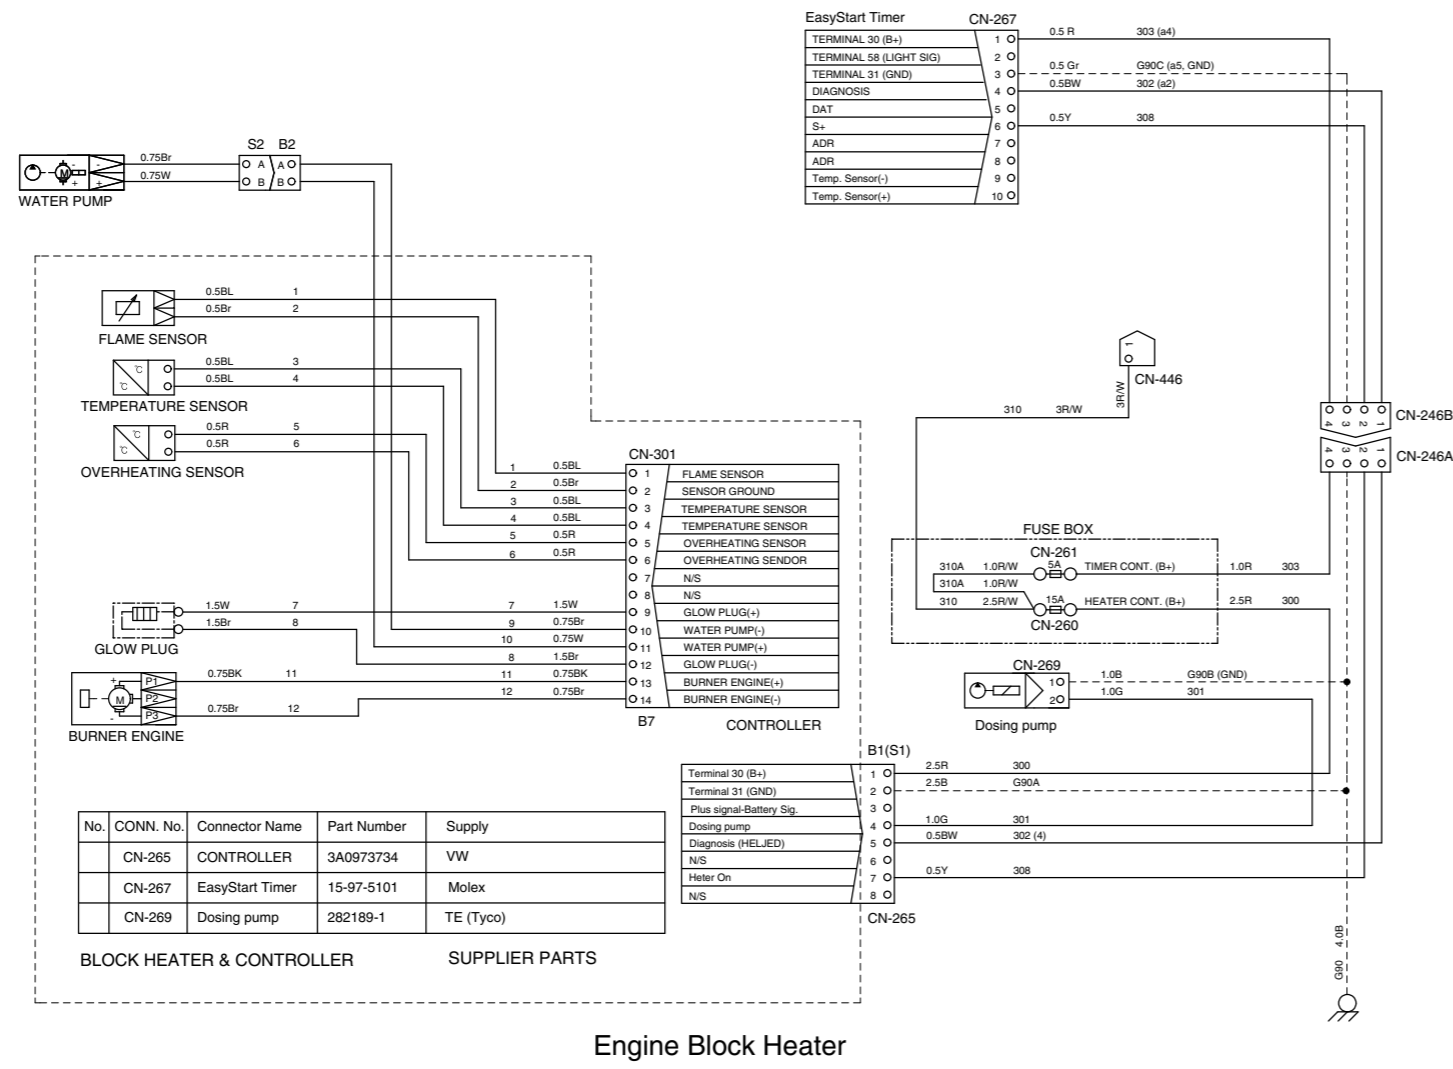 EasyStart Timer CN-267
TERMINAL 30 (B+) 1 0.5 R 303 (a4)
TERMINAL 58 (LIGHT SIG) 2
TERMINAL 31 (GND) 3 0.5 Gr G90C (a5, GND)
DIAGNOSIS 4 0.5BW 302 (a2)
DAT 5
S+ 6 0.5Y 308
ADR 7
ADR 8
Temp. Sensor(-) 9
Temp. Sensor(+) 10
S2 B2
0.75Br A A
0.75W B B
- M -
+ +
WATER PUMP
0.5BL 1
0.5Br 2
FLAME SENSOR
0.5BL 3
0.5BL 4
°C
°C
TEMPERATURE SENSOR
0.5R 5
0.5R 6
°C
°C
OVERHEATING SENSOR
1
CN-446
3R/W
310 3R/W
4 3 2 1 CN-246B
4 3 2 1 CN-246A
CN-301
1 0.5BL 1 FLAME SENSOR
2 0.5Br 2 SENSOR GROUND
3 0.5BL 3 TEMPERATURE SENSOR
4 0.5BL 4 TEMPERATURE SENSOR
5 0.5R 5 OVERHEATING SENSOR
6 0.5R 6 OVERHEATING SENDOR
7 N/S
8 N/S
1.5W 7 7 1.5W 9 GLOW PLUG(+)
1.5Br 8 9 0.75Br 10 WATER PUMP(-)
10 0.75W 11 WATER PUMP(+)
8 1.5Br 12 GLOW PLUG(-)
GLOW PLUG
+ P1 0.75BK 11 11 0.75BK 13 BURNER ENGINE(+)
M P2 12 0.75Br 14 BURNER ENGINE(-)
- P3 0.75Br 12
BURNER ENGINE
B7 CONTROLLER
FUSE BOX
CN-261
310A 1.0R/W 5A TIMER CONT. (B+) 1.0R 303
310A 1.0R/W
310 2.5R/W 15A HEATER CONT. (B+) 2.5R 300
CN-260
CN-269
1 1.0B G90B (GND)
2 1.0G 301
Dosing pump
B1(S1)
Terminal 30 (B+) 1 2.5R 300
Terminal 31 (GND) 2 2.5B G90A
Plus signal-Battery Sig. 3
Dosing pump 4 1.0G 301
Diagnosis (HELJED) 5 0.5BW 302 (4)
N/S 6
Heter On 7 0.5Y 308
N/S 8
CN-265
G90 4.0B
No. CONN. No. Connector Name Part Number Supply
CN-265 CONTROLLER 3A0973734 VW
CN-267 EasyStart Timer 15-97-5101 Molex
CN-269 Dosing pump 282189-1 TE (Tyco)
BLOCK HEATER & CONTROLLER SUPPLIER PARTS
Engine Block Heater